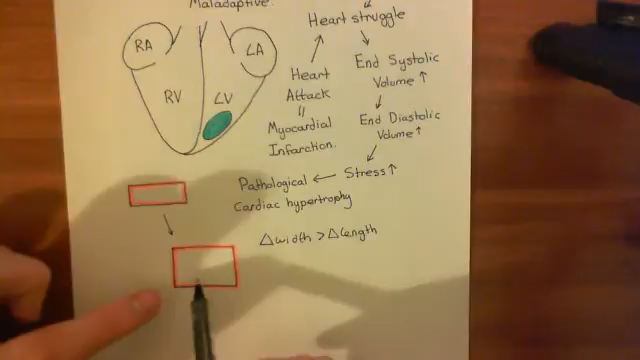 Maladaptive
RA
LA
RV
LV
Heart struggle
End Systolic
Volume ↑
End Diastolic
Volume ↑
Stress ↑
Heart
Attack
=
Myocardial
Infarction.
Pathological
Cardiac hypertrophy
Δwidth > Δlength